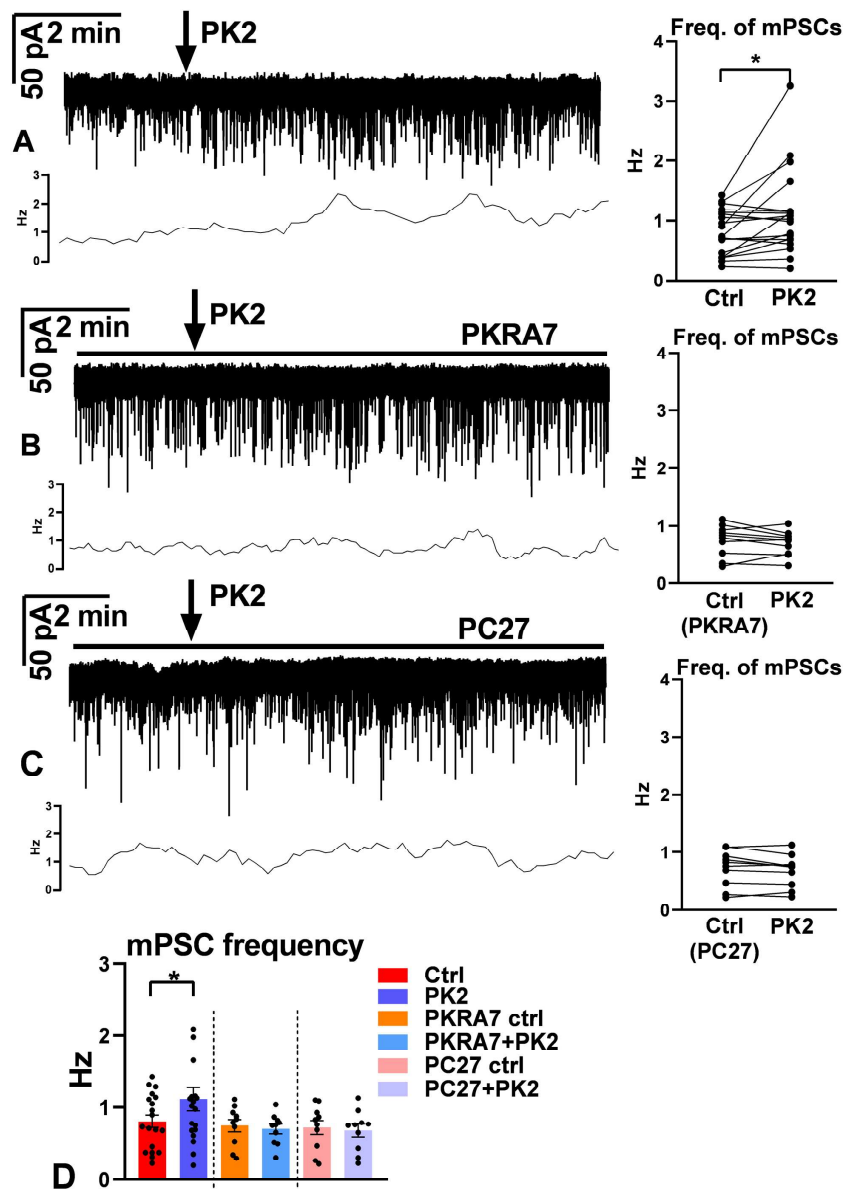 2 min
50 pA
PK2
A
Hz
3
2
1
0
Freq. of mPSCs
*
Hz
4
3
2
1
0
Ctrl PK2
2 min
50 pA
PK2
PKRA7
B
Hz
3
2
1
0
Freq. of mPSCs
Hz
4
3
2
1
0
Ctrl PK2
(PKRA7)
2 min
50 pA
PK2
PC27
C
Hz
3
2
1
0
Freq. of mPSCs
Hz
4
3
2
1
0
Ctrl PK2
(PC27)
mPSC frequency
*
Hz
3
2
1
0
D
Ctrl
PK2
PKRA7 ctrl
PKRA7+PK2
PC27 ctrl
PC27+PK2